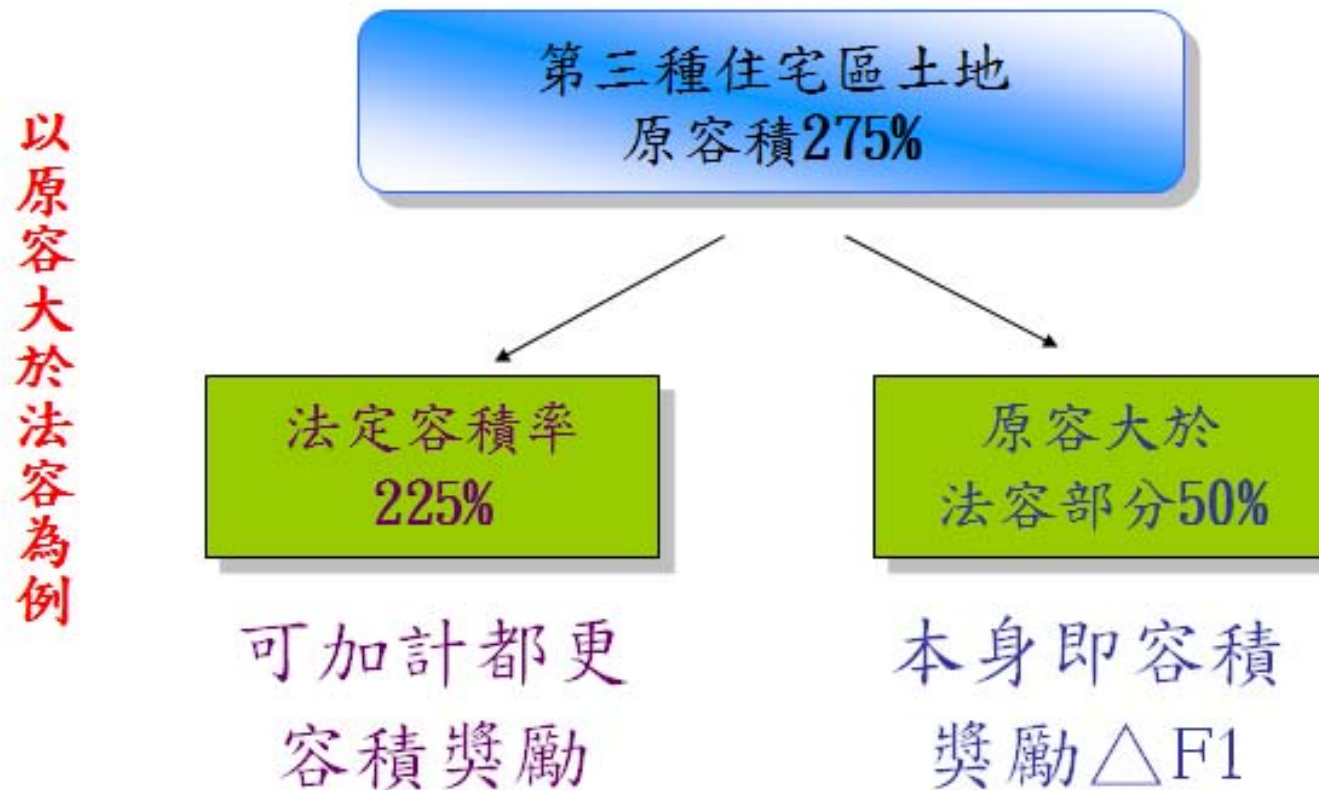 以原容大於法容為例
第三種住宅區土地
原容積275%
法定容積率
225%
原容大於
法容部分50%
可加計都更
容積獎勵
本身即容積
獎勵△F1